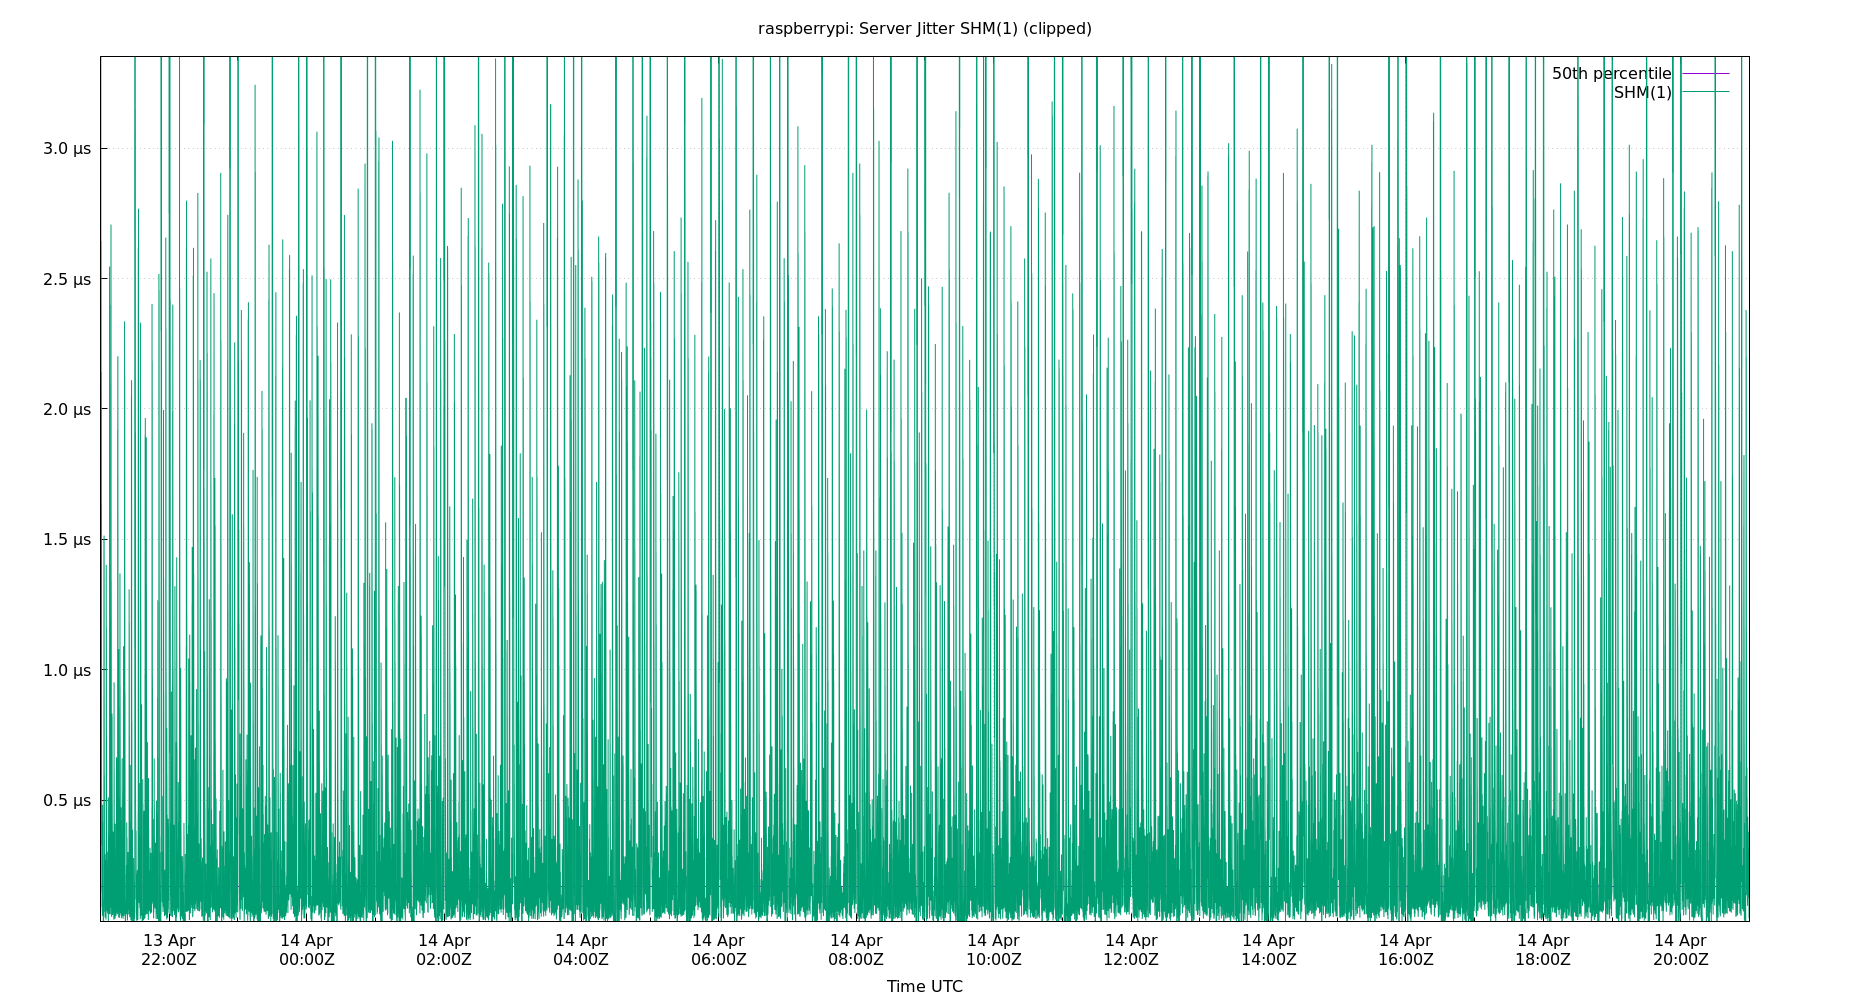 raspberrypi: Server Jitter SHM(1) (clipped)
50th percentile
SHM(1)
3.0 µs
2.5 µs
2.0 µs
1.5 µs
1.0 µs
0.5 µs
13 Apr 14 Apr 14 Apr 14 Apr 14 Apr 14 Apr 14 Apr 14 Apr 14 Apr 14 Apr 14 Apr 14 Apr
22:00Z 00:00Z 02:00Z 04:00Z 06:00Z 08:00Z 10:00Z 12:00Z 14:00Z 16:00Z 18:00Z 20:00Z
Time UTC